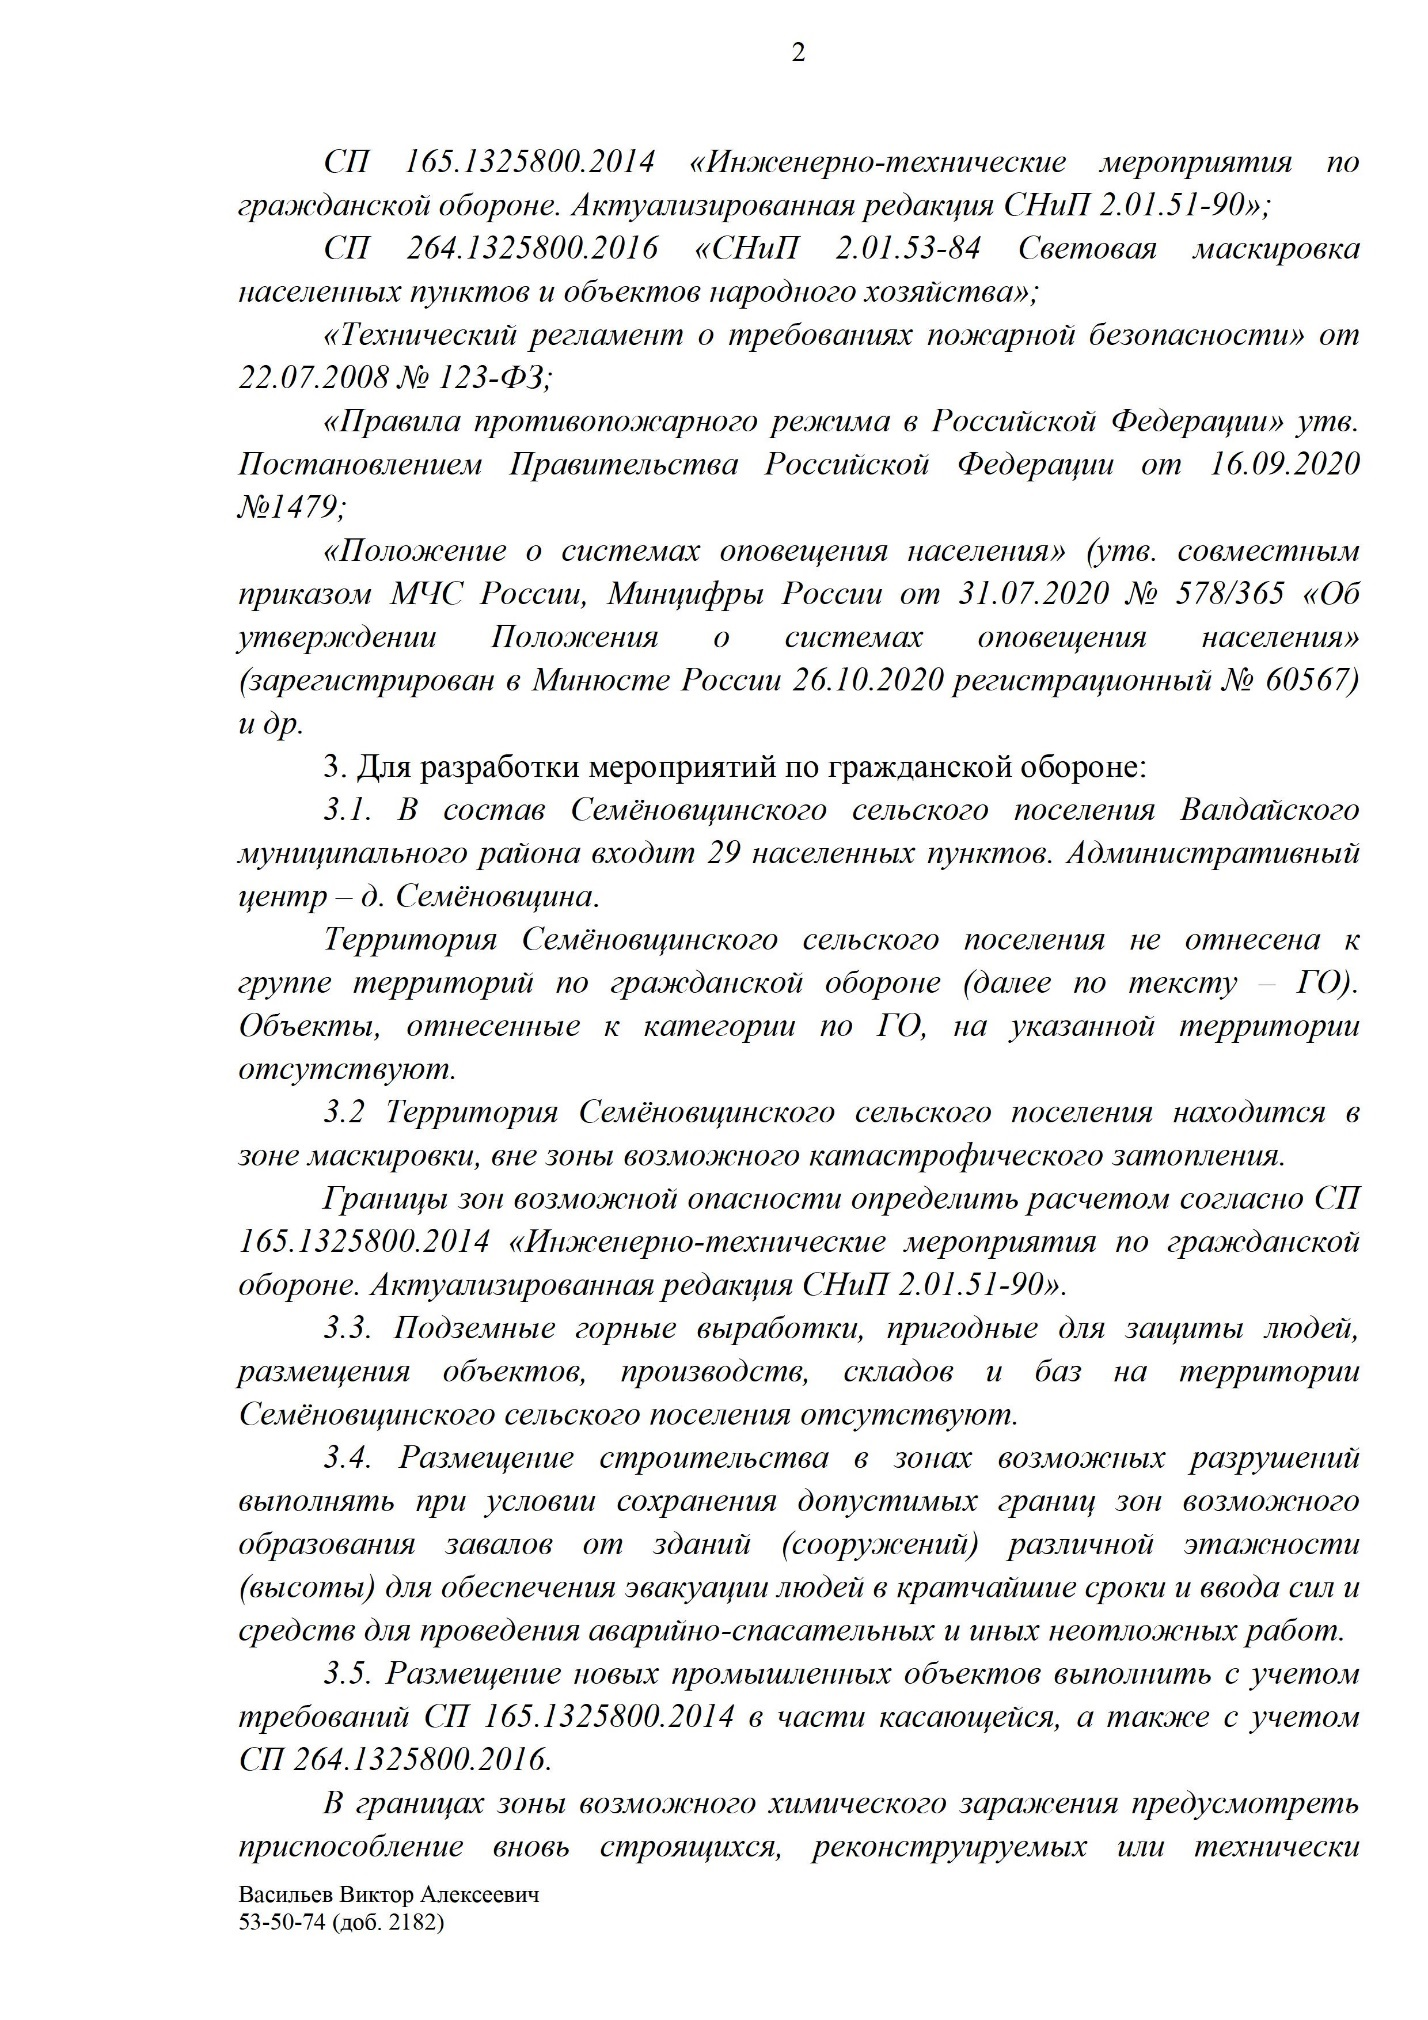 2
СП 165.1325800.2014 «Инженерно-технические мероприятия по
гражданской обороне. Актуализированная редакция СНиП 2.01.51-90»;
СП 264.1325800.2016 «СНиП 2.01.53-84 Световая маскировка
населенных пунктов и объектов народного хозяйства»;
«Технический регламент о требованиях пожарной безопасности» от
22.07.2008 № 123-ФЗ;
«Правила противопожарного режима в Российской Федерации» утв.
Постановлением Правительства Российской Федерации от 16.09.2020
№1479;
«Положение о системах оповещения населения» (утв. совместным
приказом МЧС России, Минцифры России от 31.07.2020 № 578/365 «Об
утверждении Положения о системах оповещения населения»
(зарегистрирован в Минюсте России 26.10.2020 регистрационный № 60567)
и др.
3. Для разработки мероприятий по гражданской обороне:
3.1. В состав Семёновщинского сельского поселения Валдайского
муниципального района входит 29 населенных пунктов. Административный
центр – д. Семёновщина.
Территория Семёновщинского сельского поселения не отнесена к
группе территорий по гражданской обороне (далее по тексту – ГО).
Объекты, отнесенные к категории по ГО, на указанной территории
отсутствуют.
3.2 Территория Семёновщинского сельского поселения находится в
зоне маскировки, вне зоны возможного катастрофического затопления.
Границы зон возможной опасности определить расчетом согласно СП
165.1325800.2014 «Инженерно-технические мероприятия по гражданской
обороне. Актуализированная редакция СНиП 2.01.51-90».
3.3. Подземные горные выработки, пригодные для защиты людей,
размещения объектов, производств, складов и баз на территории
Семёновщинского сельского поселения отсутствуют.
3.4. Размещение строительства в зонах возможных разрушений
выполнять при условии сохранения допустимых границ зон возможного
образования завалов от зданий (сооружений) различной этажности
(высоты) для обеспечения эвакуации людей в кратчайшие сроки и ввода сил и
средств для проведения аварийно-спасательных и иных неотложных работ.
3.5. Размещение новых промышленных объектов выполнить с учетом
требований СП 165.1325800.2014 в части касающейся, а также с учетом
СП 264.1325800.2016.
В границах зоны возможного химического заражения предусмотреть
приспособление вновь строящихся, реконструируемых или технически
Васильев Виктор Алексеевич
53-50-74 (доб. 2182)